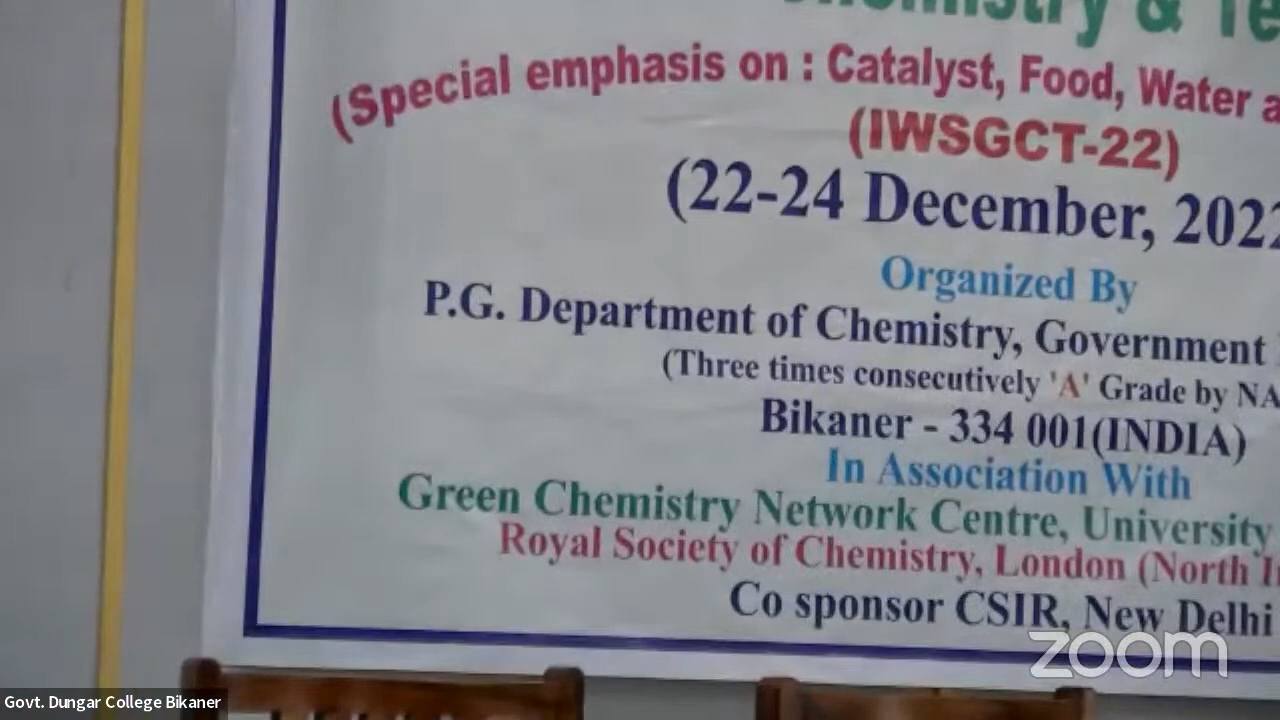 (Special emphasis on : Catalyst, Food, Water
(IWSGCT-22)
(22-24 December, 2022
Organized By
P.G. Department of Chemistry, Government
(Three times consecutively 'A' Grade by NA
Bikaner - 334 001(INDIA)
In Association With
Green Chemistry Network Centre, University
Royal Society of Chemistry, London (North
Co sponsor CSIR, New Delhi
zoom
Govt. Dungar College Bikaner